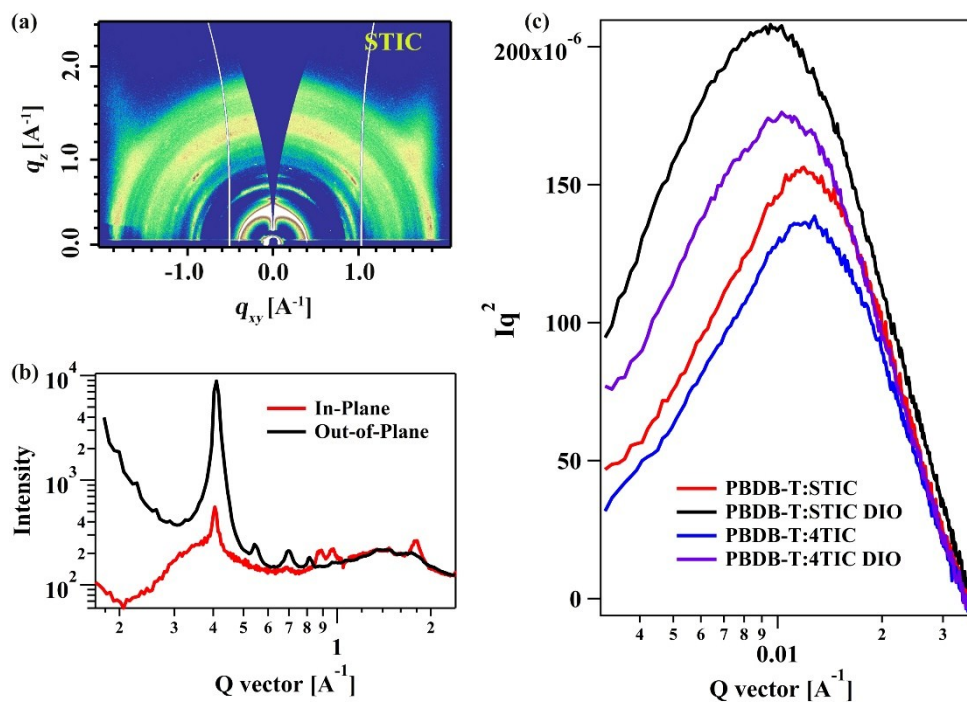 (a)
STIC
2.0
1.0
0.0
qz [A-1]
-1.0 0.0 1.0
qxy [A-1]
(b)
10^4
4
2
10^3
4
2
10^2
Intensity
In-Plane
Out-of-Plane
2 3 4 5 6 7 8 9 1 2
Q vector [A-1]
(c)
200x10^-6
150
100
50
0
Iq^2
PBDB-T:STIC
PBDB-T:STIC DIO
PBDB-T:4TIC
PBDB-T:4TIC DIO
4 5 6 7 8 9 0.01 2 3
Q vector [A-1]